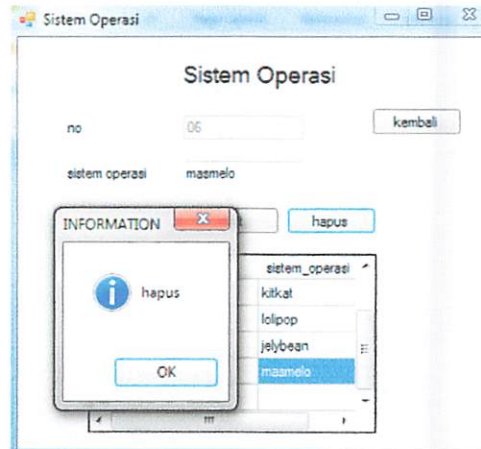 Sistem Operasi
Sistem Operasi
no 06 kembali
sistem operasi masmelo
hapus
INFORMATION
hapus
OK
sistem_operasi
kitkat
lolipop
jelybean
masmelo